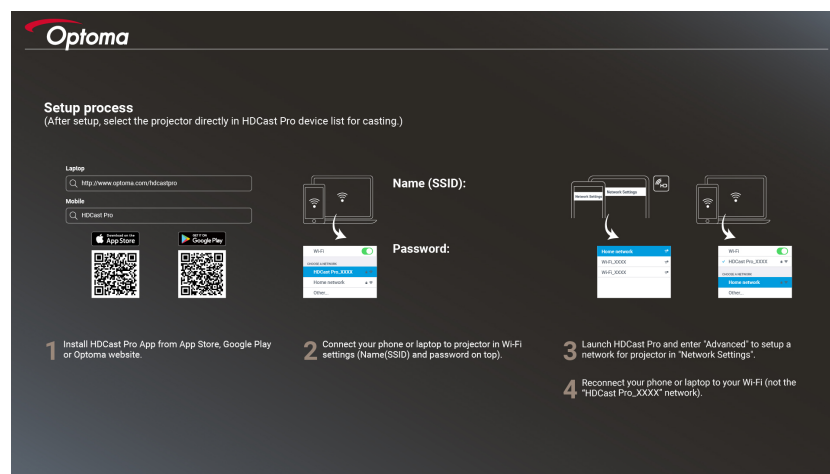 Optoma
Setup process
(After setup, select the projector directly in HDCast Pro device list for casting.)
Laptop
http://www.optoma.com/hdcastpro
Mobile
HDCast Pro
Download on the
App Store
GET IT ON
Google Play
Name (SSID):
Password:
Wi-Fi
CHOOSE A NETWORK
HDCast Pro_XXXX
Home network
Other...
Network Settings
Network Settings
Home network
Wi-Fi_XXXX
Wi-Fi_XXXX
Wi-Fi
HDCast Pro_XXXX
CHOOSE A NETWORK
Home network
Other...
1 Install HDCast Pro App from App Store, Google Play
or Optoma website.
2 Connect your phone or laptop to projector in Wi-Fi
settings (Name(SSID) and password on top).
3 Launch HDCast Pro and enter "Advanced" to setup a
network for projector in "Network Settings".
4 Reconnect your phone or laptop to your Wi-Fi (not the
"HDCast Pro_XXXX" network).